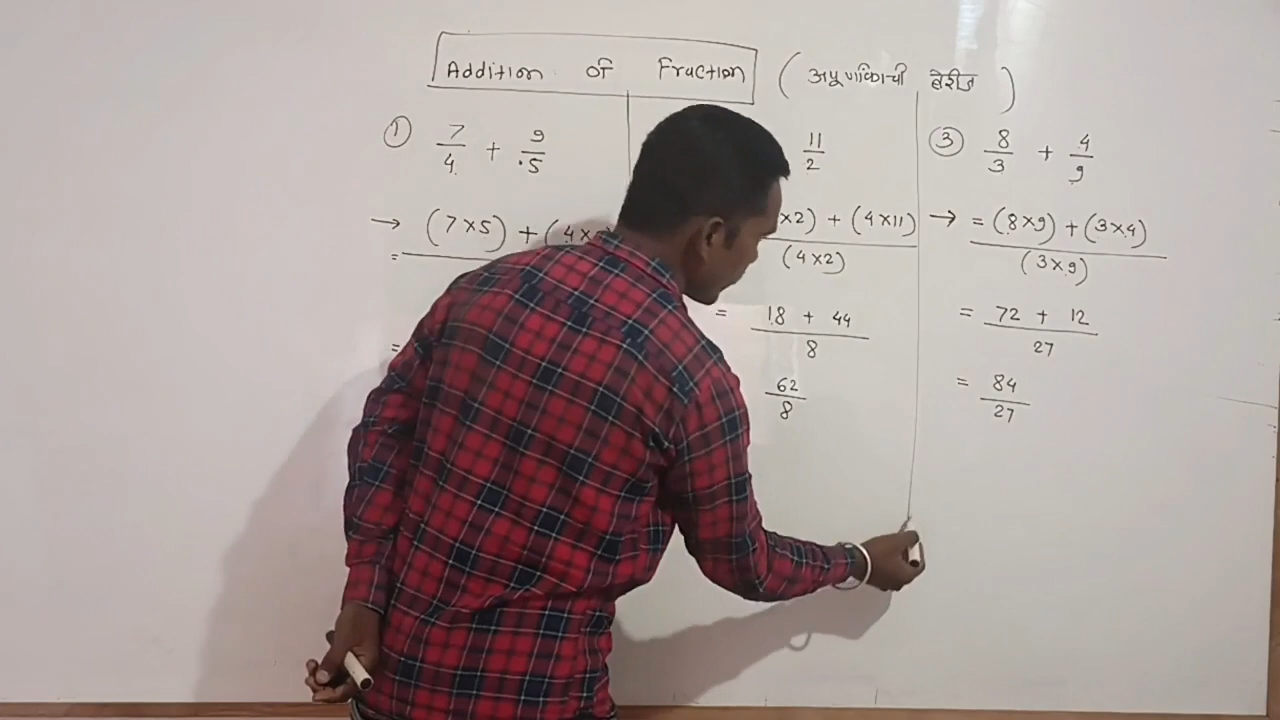 Addition of Fraction (अपूर्णांकाची बेरीज)
① 7/4 + 9/5
→ (7×5) + (4×
=
=
11/2
×2) + (4×11)
(4×2)
= 18 + 44
8
62/8
③ 8/3 + 4/9
→ = (8×9) + (3×4)
(3×9)
= 72 + 12
27
= 84/27